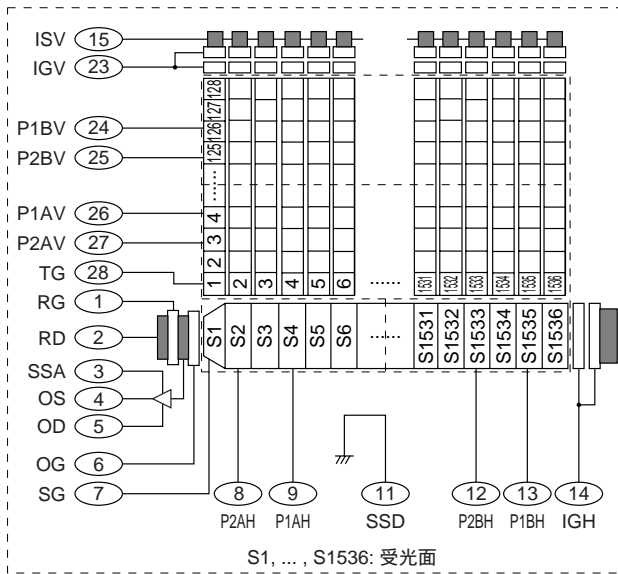 ISV 15
IGV 23
P1BV 24
P2BV 25
P1AV 26
P2AV 27
TG 28
RG 1
RD 2
SSA 3
OS 4
OD 5
OG 6
SG 7
128
127
126
125
......
4
3
2
1 2 3 4 5 6 ...... 1531 1532 1533 1534 1535 1536
S1 S2 S3 S4 S5 S6 ...... S1531 S1532 S1533 S1534 S1535 S1536
8 9 11 12 13 14
P2AH P1AH SSD P2BH P1BH IGH
S1, ... , S1536: 受光面